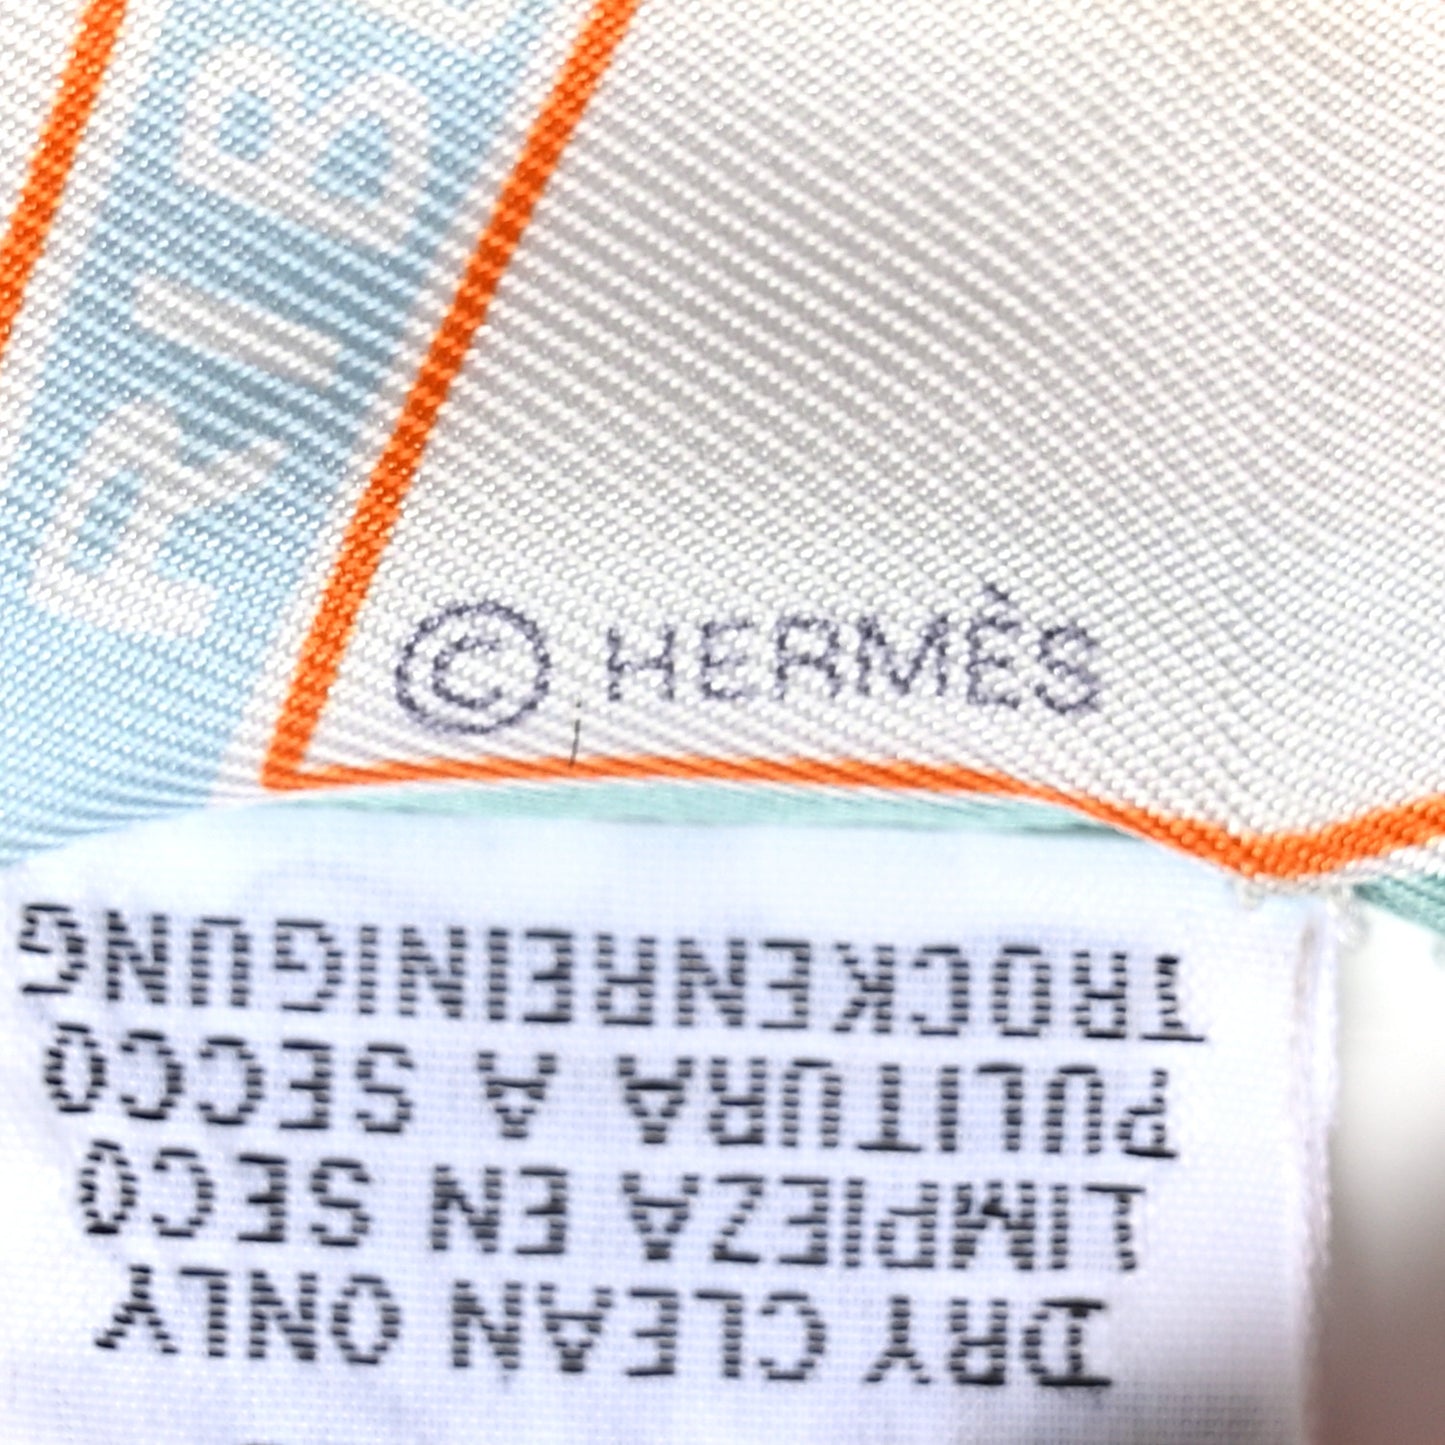 © HERMÈS
DRY CLEAN ONLY
LIMPIEZA EN SECO
PULITURA A SECCO
TROCKENREINIGUNG